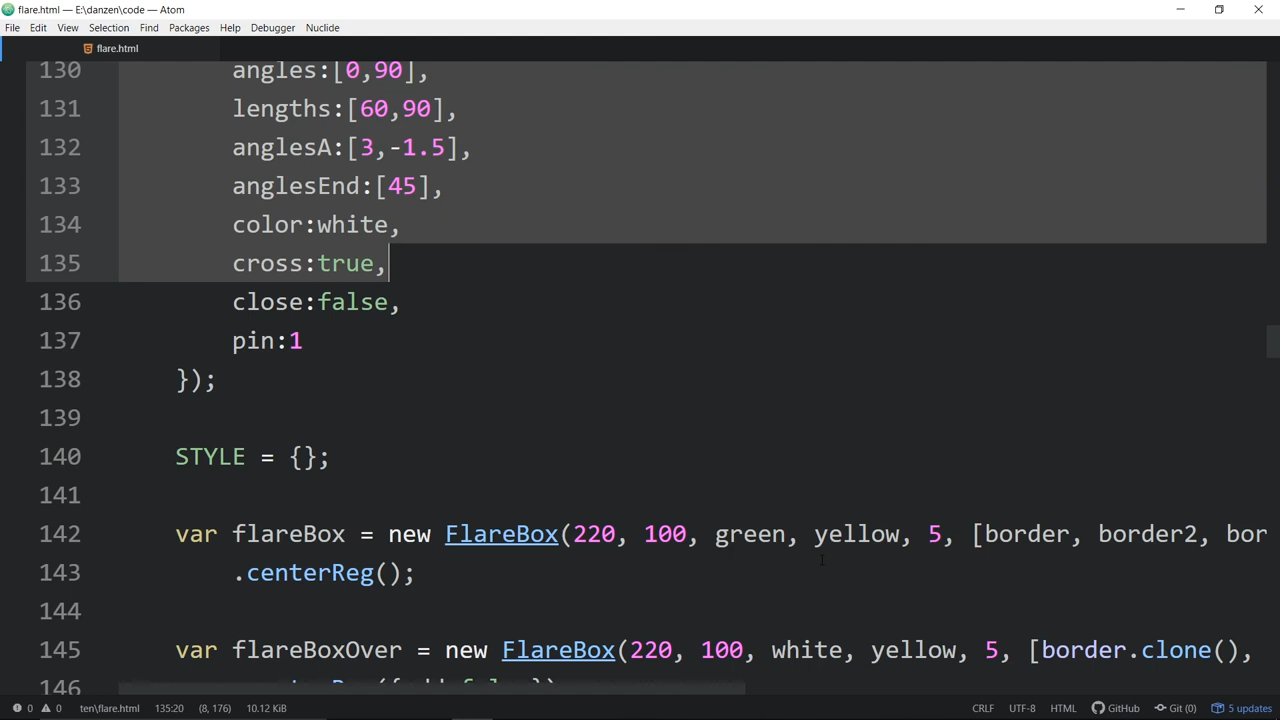 flare.html — E:\danzen\code — Atom
File Edit View Selection Find Packages Help Debugger Nuclide
flare.html
130 angles:[0,90],
131 lengths:[60,90],
132 anglesA:[3,-1.5],
133 anglesEnd:[45],
134 color:white,
135 cross:true,
136 close:false,
137 pin:1
138 });
139
140 STYLE = {};
141
142 var flareBox = new FlareBox(220, 100, green, yellow, 5, [border, border2, bor
143 .centerReg();
144
145 var flareBoxOver = new FlareBox(220, 100, white, yellow, 5, [border.clone(),
146
0 0 ten\flare.html 135:20 (8, 176) 10.12 KiB CRLF UTF-8 HTML GitHub Git (0) 5 updates